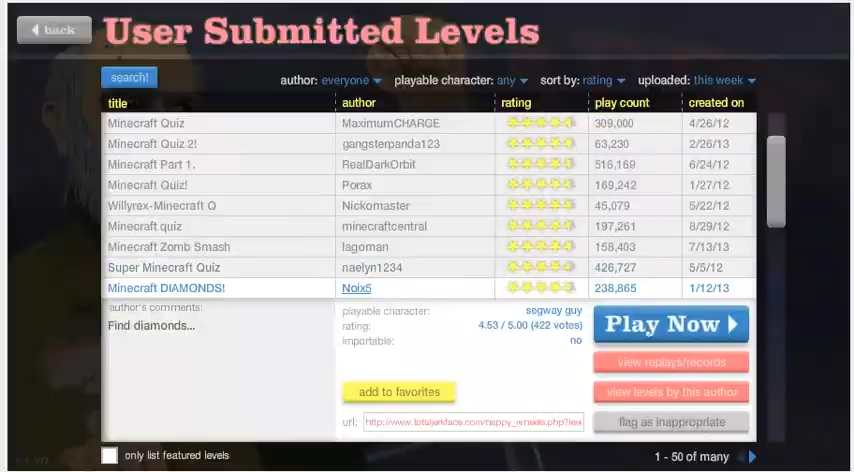 back User Submitted Levels
search! author: everyone playable character: any sort by: rating uploaded: this week
title author rating play count created on
Minecraft Quiz MaximumCHARGE 309,000 4/26/12
Minecraft Quiz 2! gangsterpanda123 63,230 2/26/13
Minecraft Part 1. RealDarkOrbit 516,169 6/24/12
Minecraft Quiz! Porax 169,242 1/27/12
Willyrex-Minecraft Q Nickomaster 45,079 5/22/12
Minecraft quiz minecraftcentral 197,261 8/29/12
Minecraft Zomb Smash lagoman 158,403 7/13/13
Super Minecraft Quiz naelyn1234 426,727 5/5/12
Minecraft DIAMONDS! Noix5 238,865 1/12/13
author's comments: playable character: segway guy
Find diamonds... rating: 4.53 / 5.00 (422 votes) Play Now
importable: no
view replays/records
add to favorites view levels by this author
url: http://www.totaljerkface.com/happy_wheels.php?lev flag as inappropriate
only list featured levels 1 - 50 of many